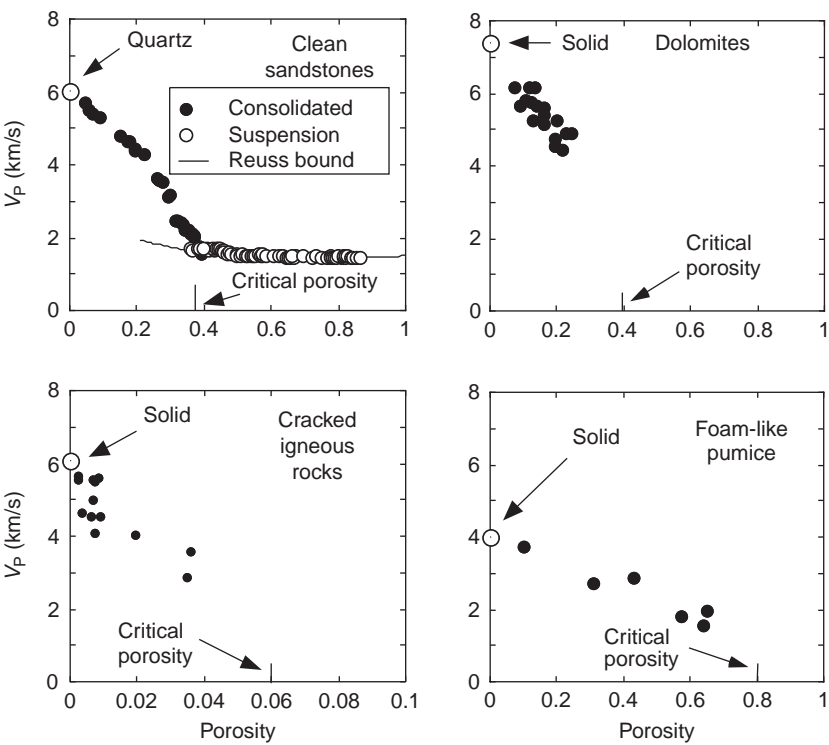 8
6
4
2
0
V_P (km/s)
Quartz
Clean
sandstones
Consolidated
Suspension
Reuss bound
Critical porosity
0
0.2
0.4
0.6
0.8
1
8
6
4
2
0
Solid
Dolomites
Critical
porosity
0
0.2
0.4
0.6
0.8
1
8
6
4
2
0
V_P (km/s)
Solid
Cracked
igneous
rocks
Critical
porosity
0
0.02
0.04
0.06
0.08
0.1
Porosity
8
6
4
2
0
Solid
Foam-like
pumice
Critical
porosity
0
0.2
0.4
0.6
0.8
1
Porosity